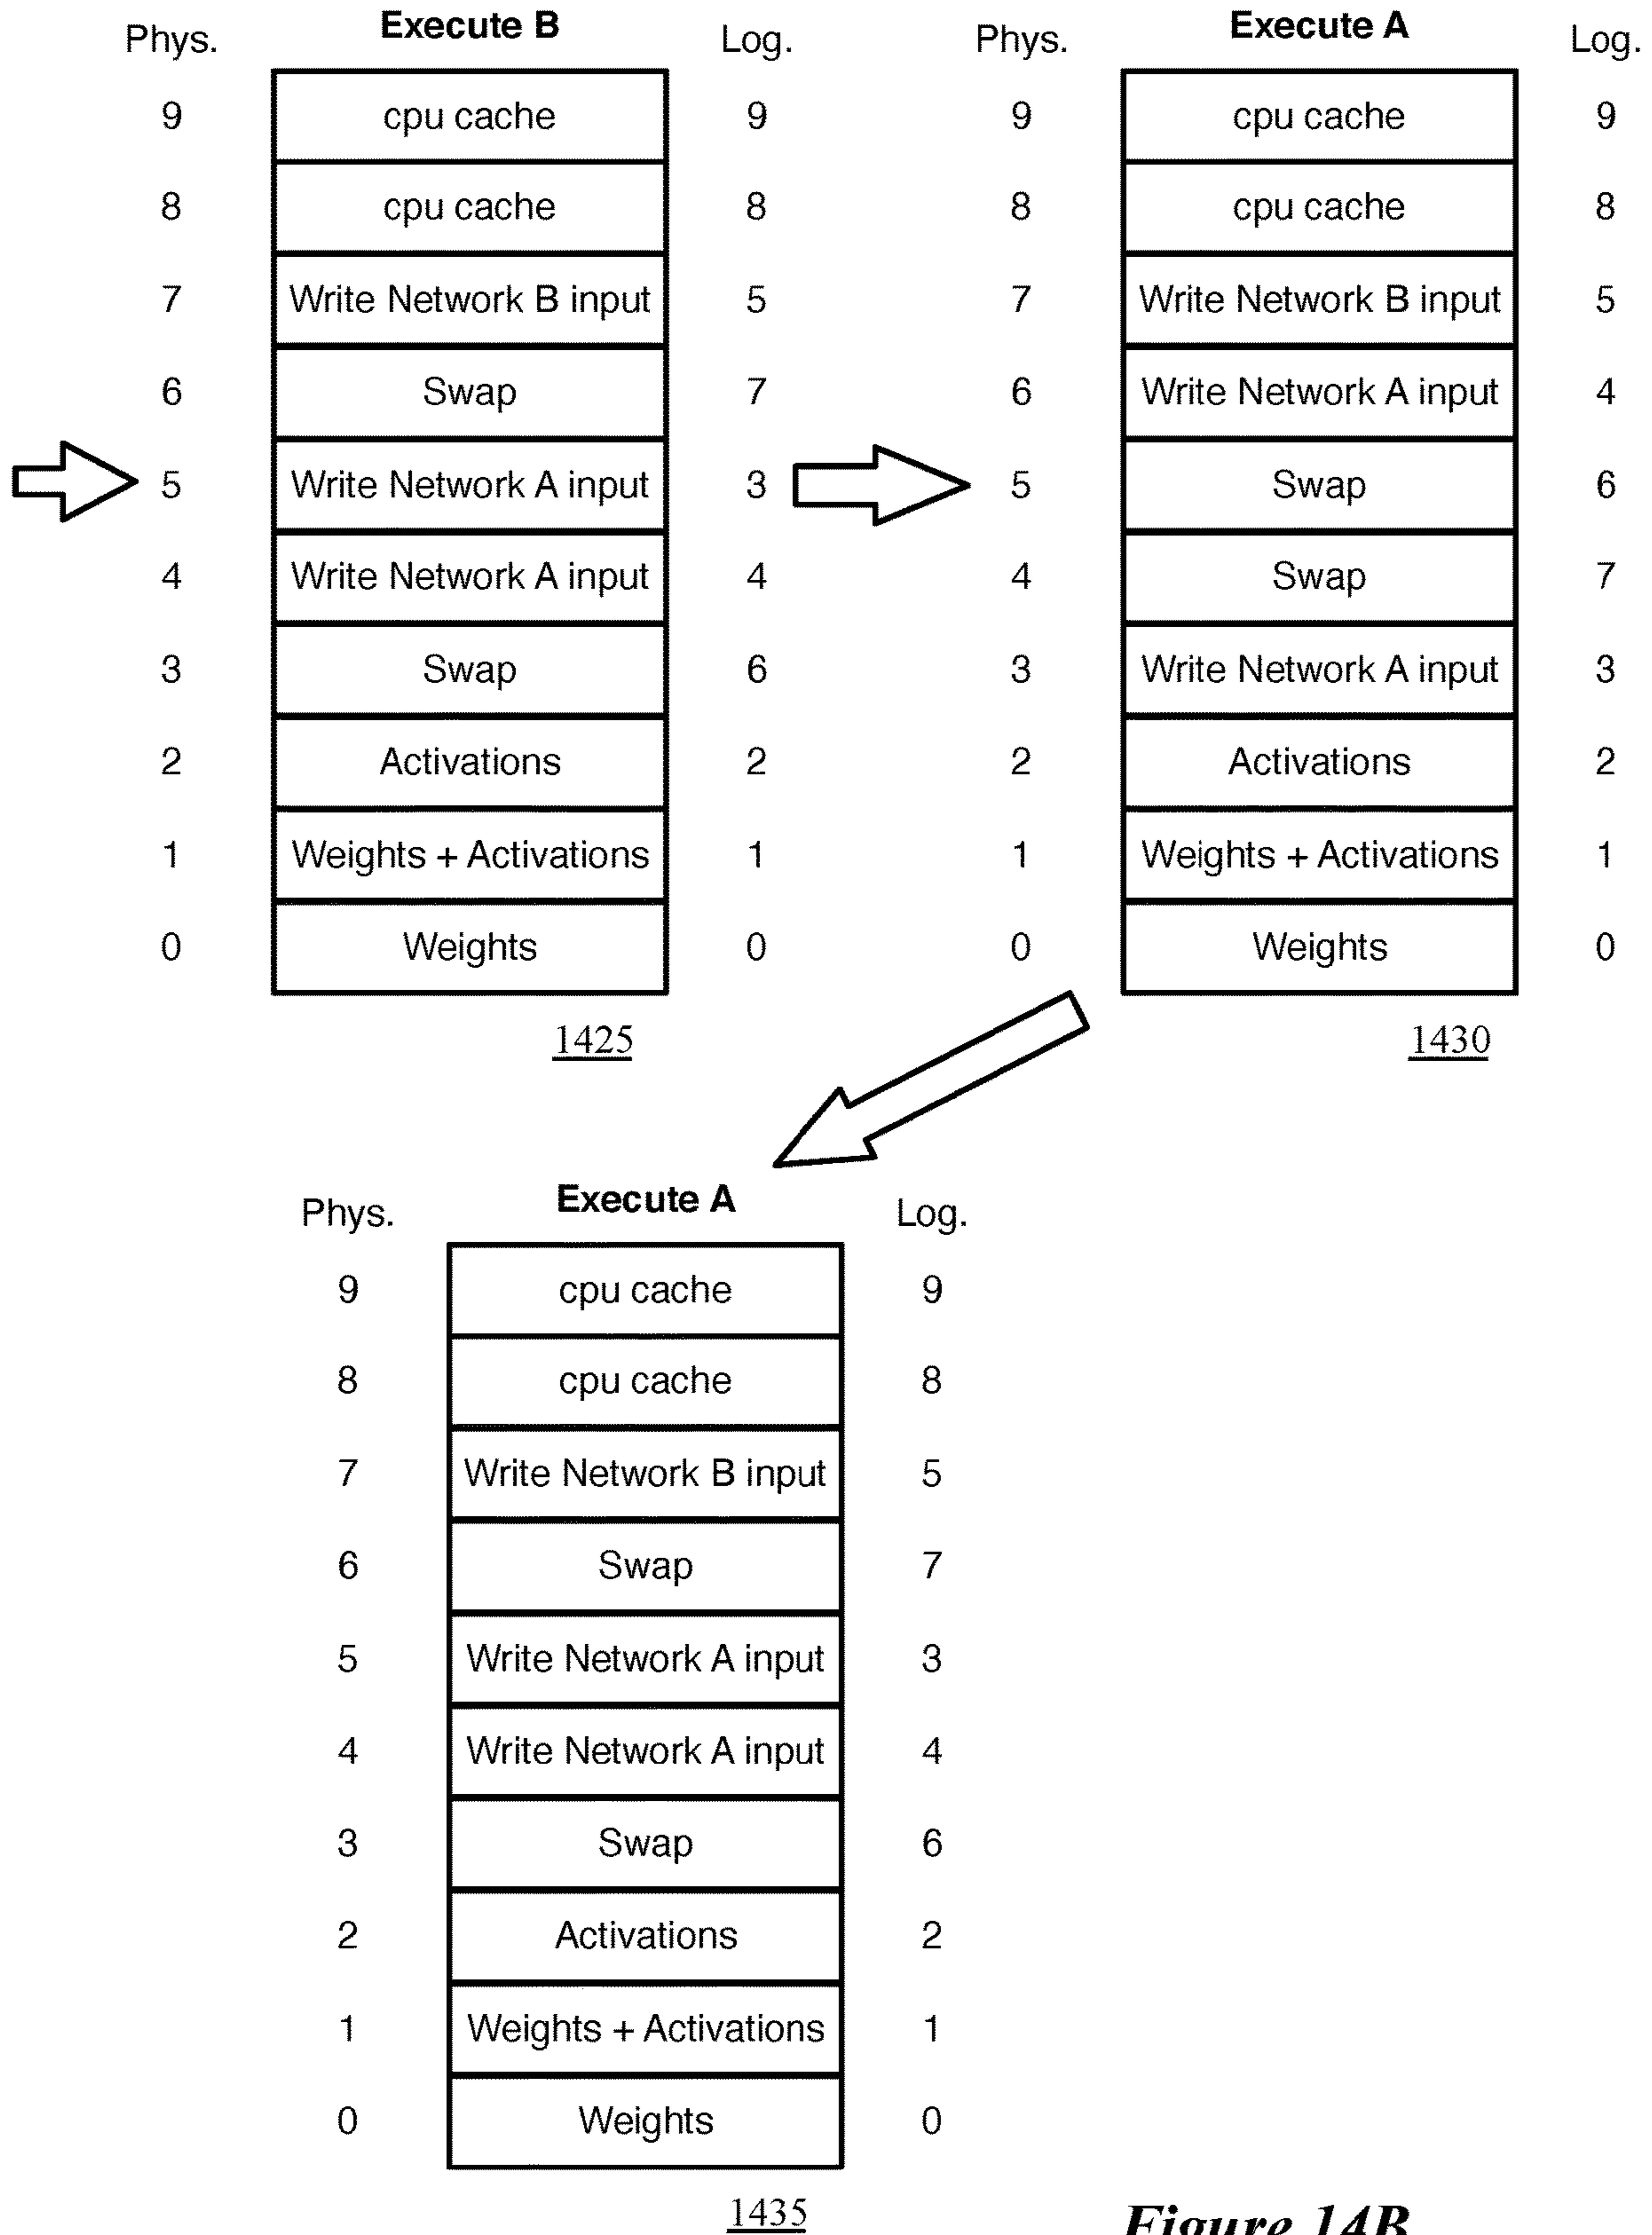 Phys. Execute B Log.
9 cpu cache 9
8 cpu cache 8
7 Write Network B input 5
6 Swap 7
5 Write Network A input 3
4 Write Network A input 4
3 Swap 6
2 Activations 2
1 Weights + Activations 1
0 Weights 0
1425
Phys. Execute A Log.
9 cpu cache 9
8 cpu cache 8
7 Write Network B input 5
6 Write Network A input 4
5 Swap 6
4 Swap 7
3 Write Network A input 3
2 Activations 2
1 Weights + Activations 1
0 Weights 0
1430
Phys. Execute A Log.
9 cpu cache 9
8 cpu cache 8
7 Write Network B input 5
6 Swap 7
5 Write Network A input 3
4 Write Network A input 4
3 Swap 6
2 Activations 2
1 Weights + Activations 1
0 Weights 0
1435
Figure 14B